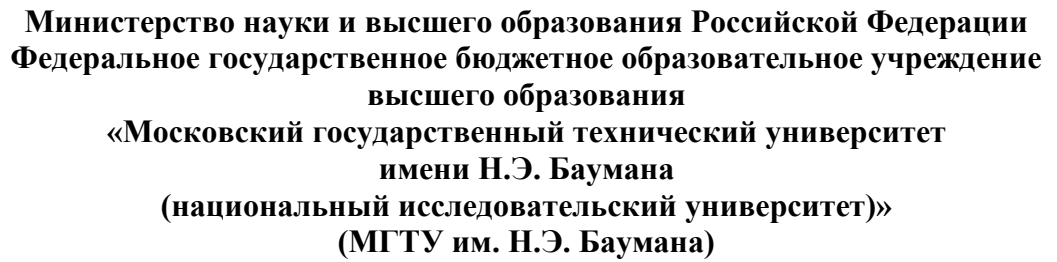 Министерство науки и высшего образования Российской Федерации
Федеральное государственное бюджетное образовательное учреждение
высшего образования
«Московский государственный технический университет
имени Н.Э. Баумана
(национальный исследовательский университет)»
(МГТУ им. Н.Э. Баумана)